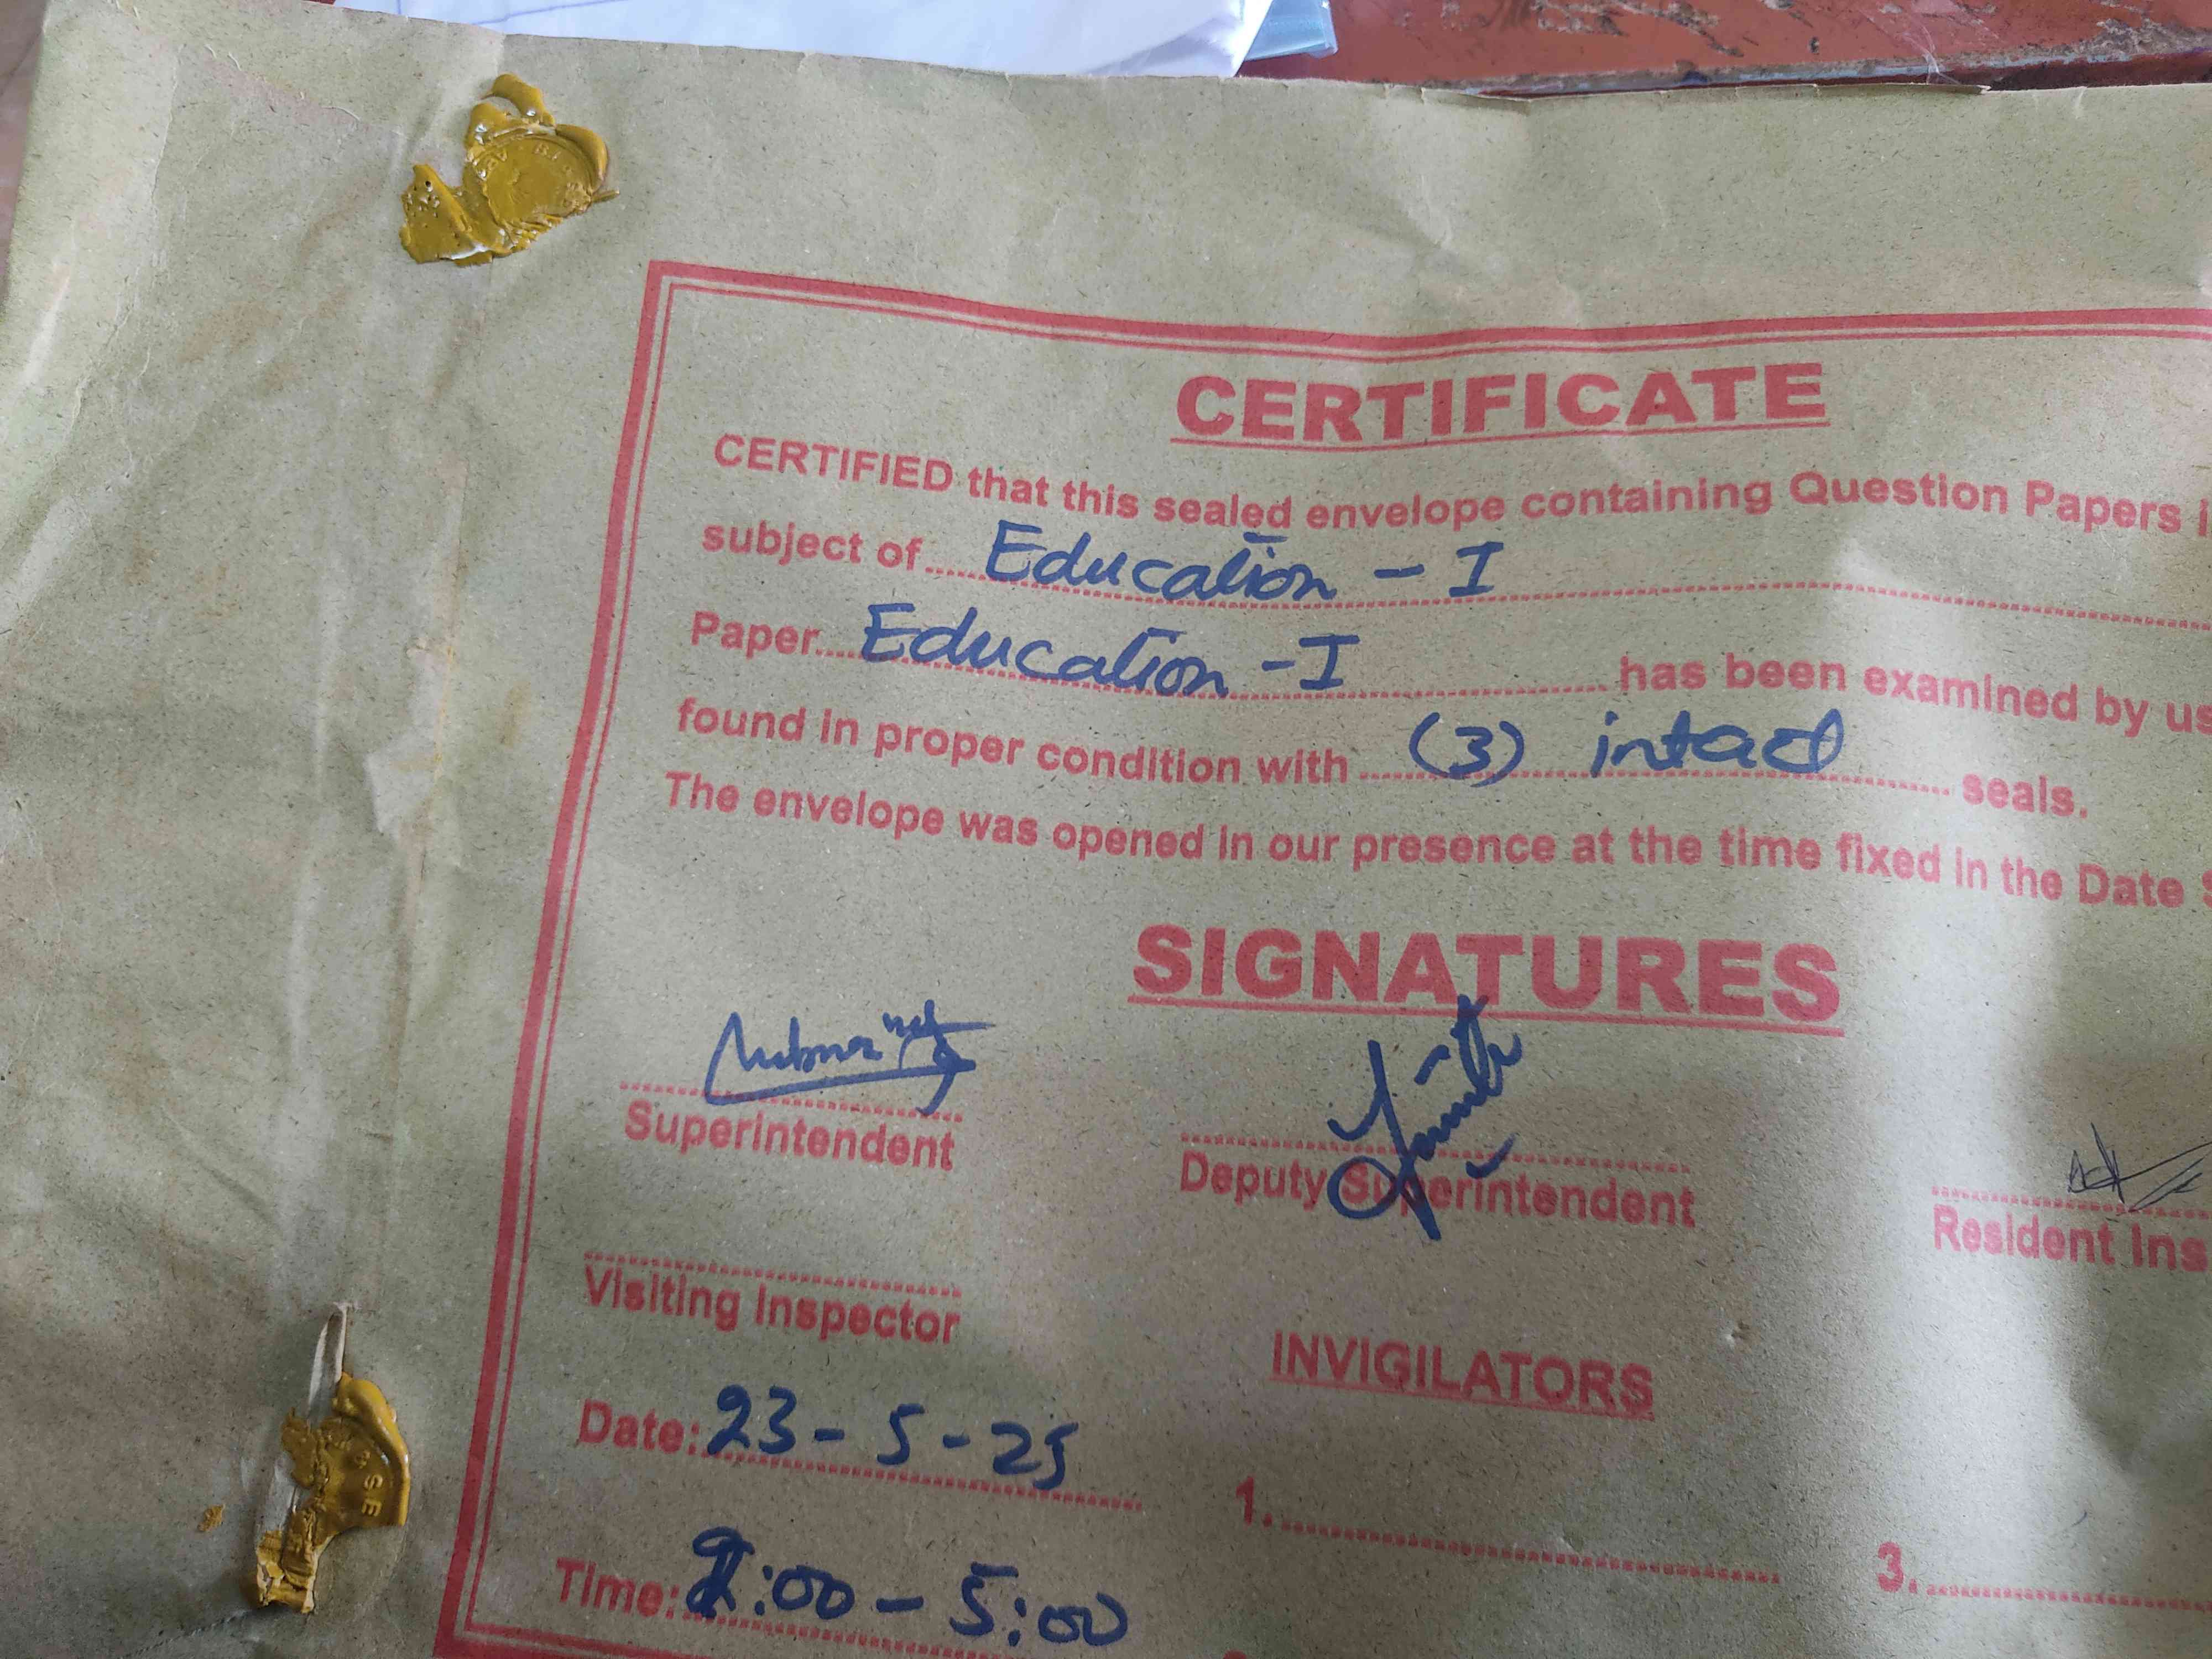 CERTIFICATE
CERTIFIED that this sealed envelope containing Question Papers
subject of Education - I
Paper Education - I has been examined by us
found in proper condition with (3) intact seals.
The envelope was opened in our presence at the time fixed in the Date
SIGNATURES
Superintendent
Deputy Superintendent
Resident Ins
Visiting Inspector
INVIGILATORS
Date: 23 - 5 - 25
1.
3.
Time: :00 - 5:00